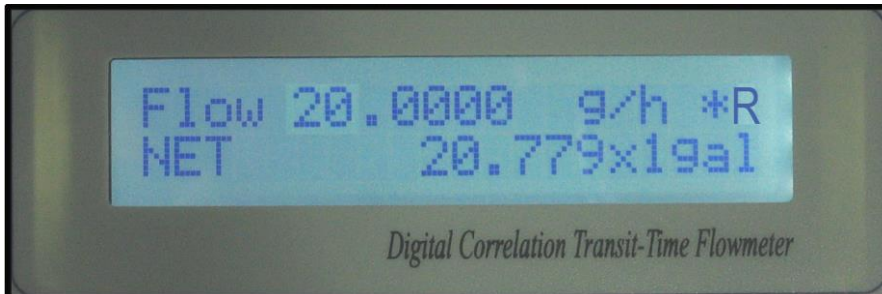 Flow 20.0000 g/h *R
NET 20.779x1gal
Digital Correlation Transit-Time Flowmeter